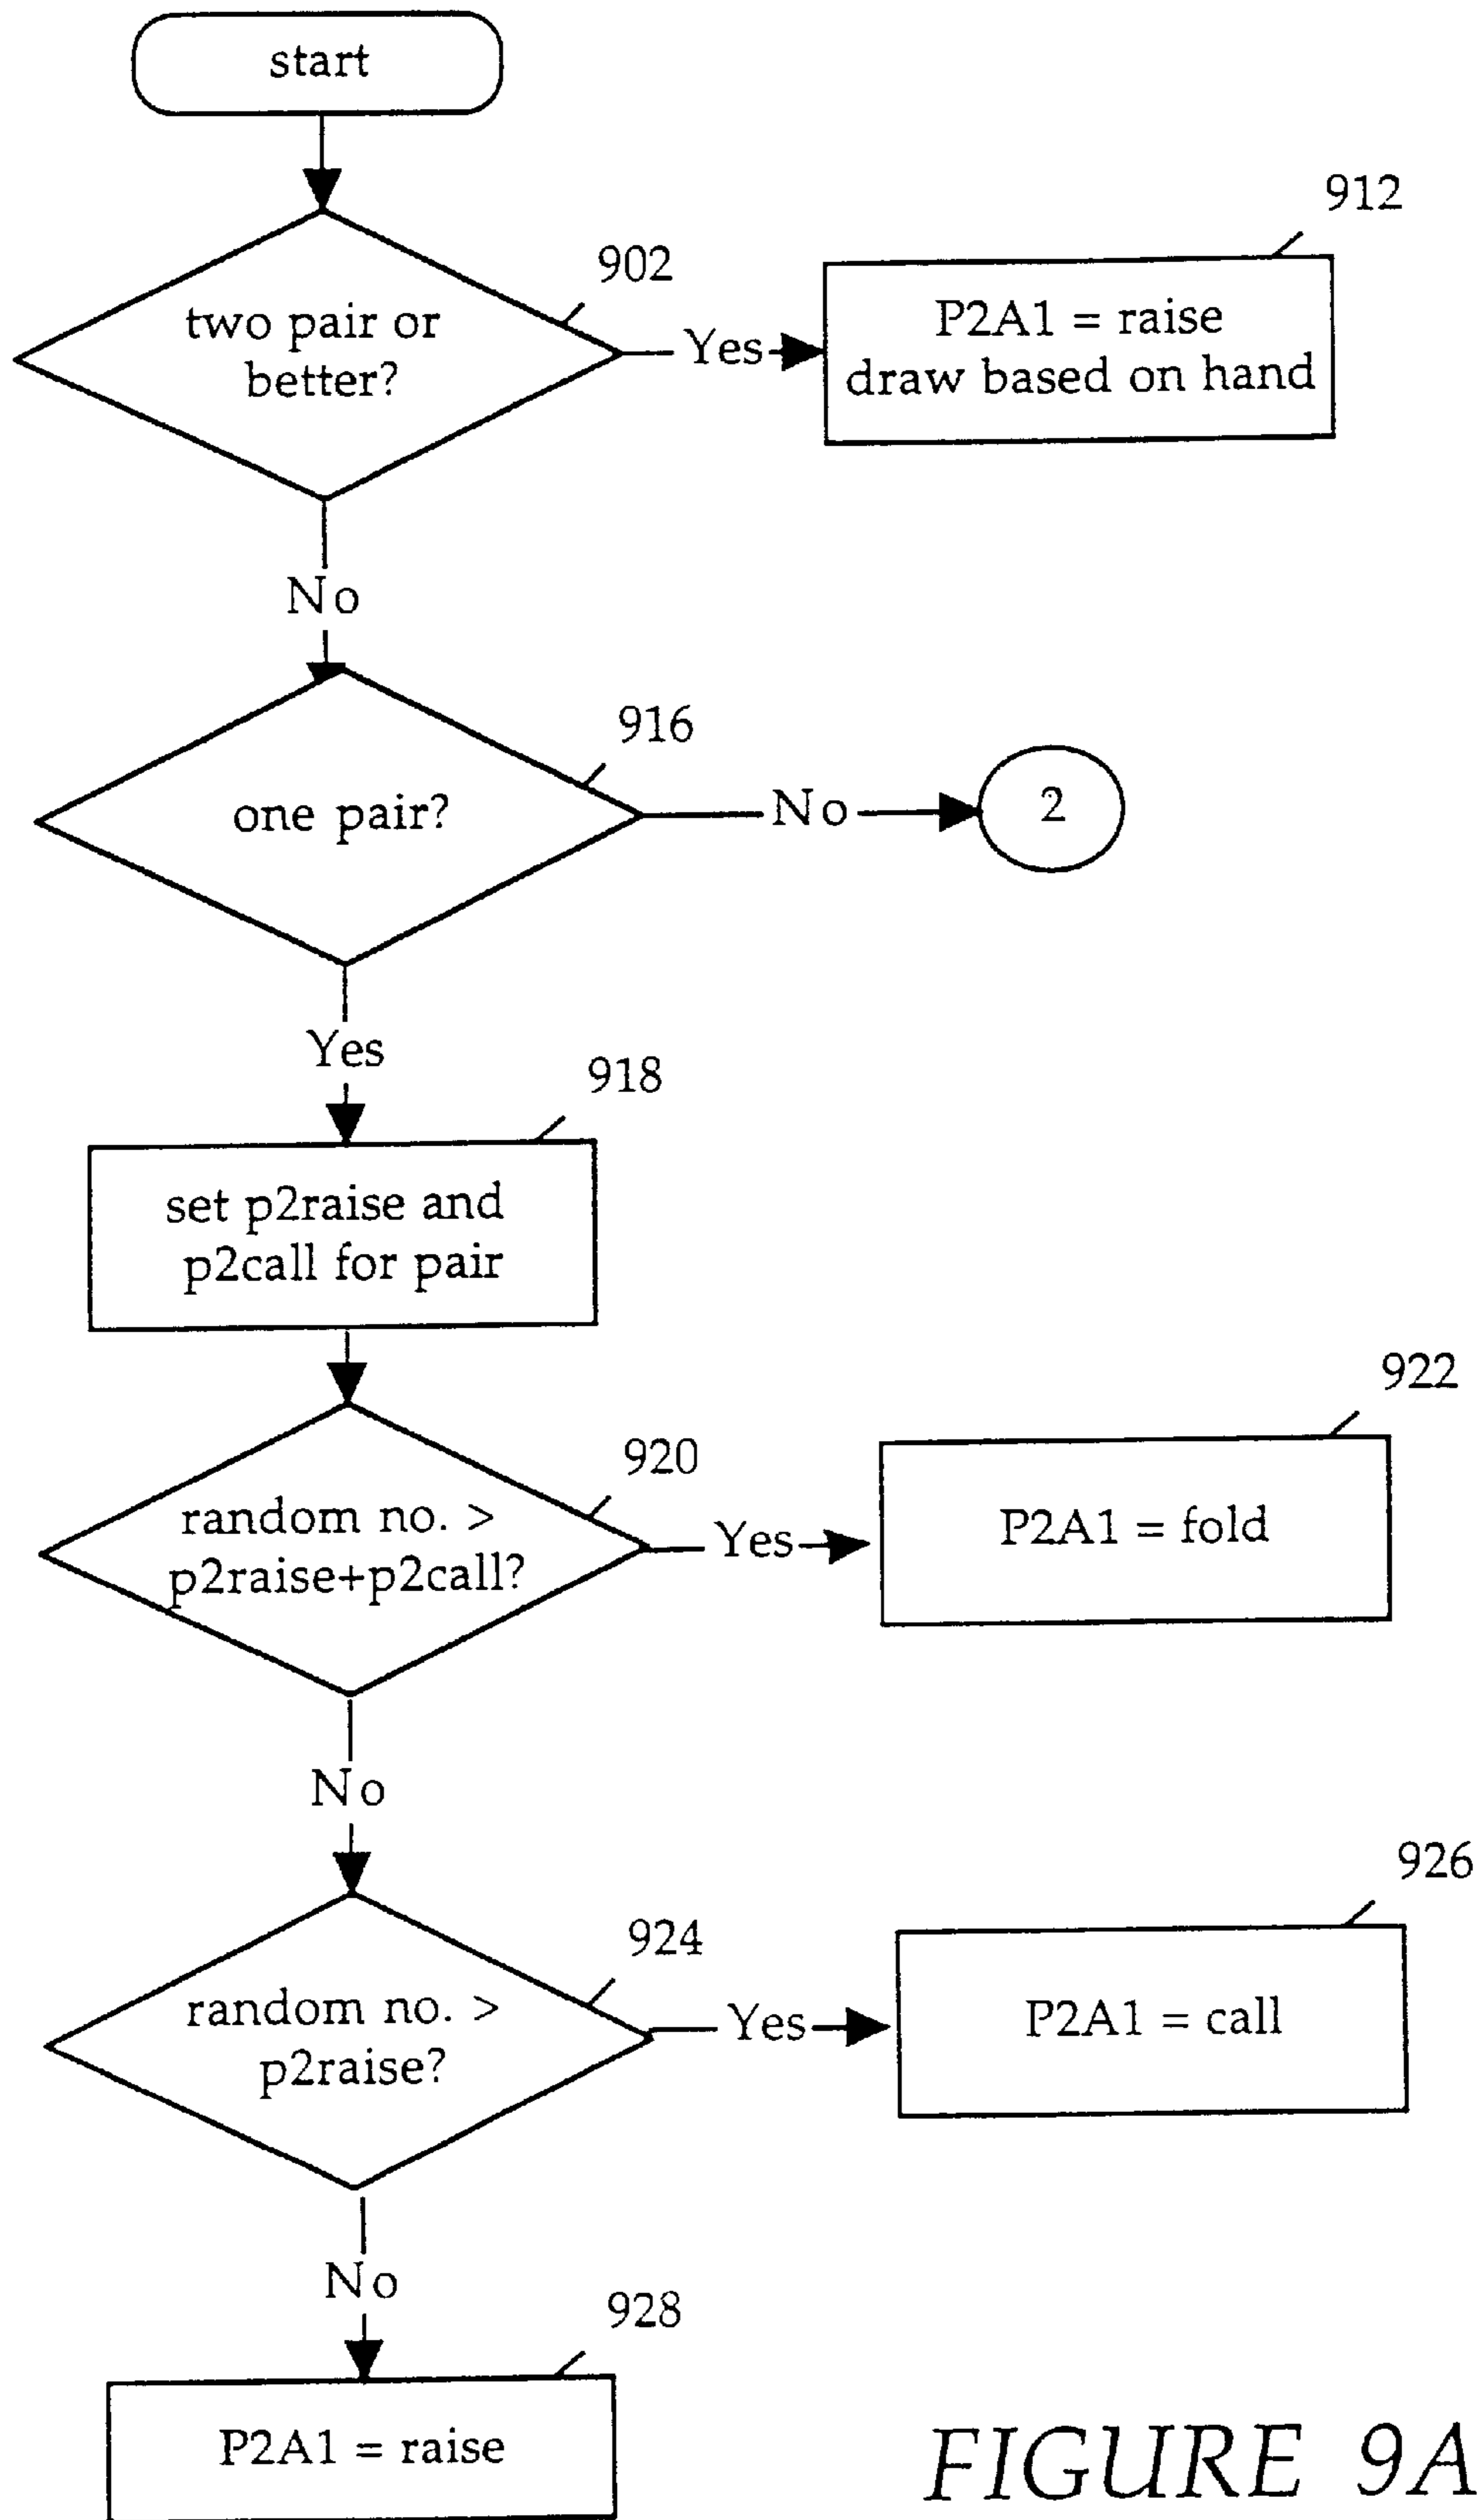 start
902
two pair or
better?
Yes
912
P2A1 = raise
draw based on hand
No
916
one pair?
No
2
Yes
918
set p2raise and
p2call for pair
920
random no. >
p2raise+p2call?
Yes
922
P2A1 = fold
No
924
random no. >
p2raise?
Yes
926
P2A1 = call
No
928
P2A1 = raise
FIGURE 9A